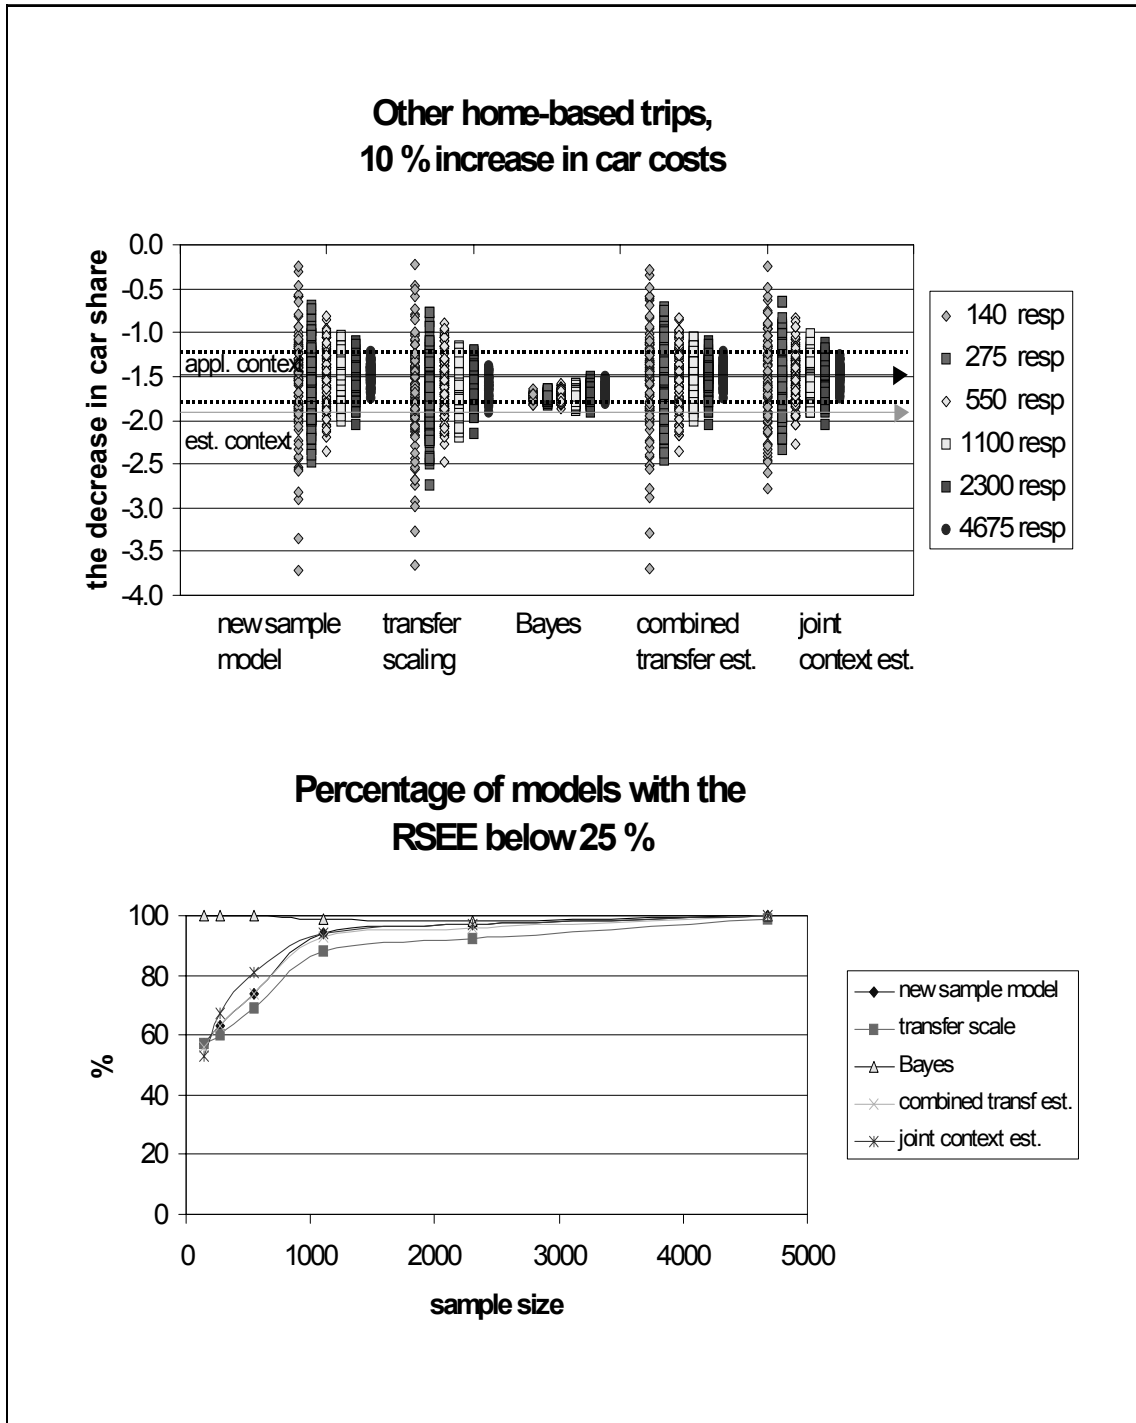 Other home-based trips,
10 % increase in car costs
the decrease in car share
0.0
-0.5
-1.0
-1.5
-2.0
-2.5
-3.0
-3.5
-4.0
appl. context
est. context
new sample
model
transfer
scaling
Bayes
combined
transfer est.
joint
context est.
140 resp
275 resp
550 resp
1100 resp
2300 resp
4675 resp
Percentage of models with the
RSEE below 25 %
%
100
80
60
40
20
0
0 1000 2000 3000 4000 5000
sample size
new sample model
transfer scale
Bayes
combined transf est.
joint context est.